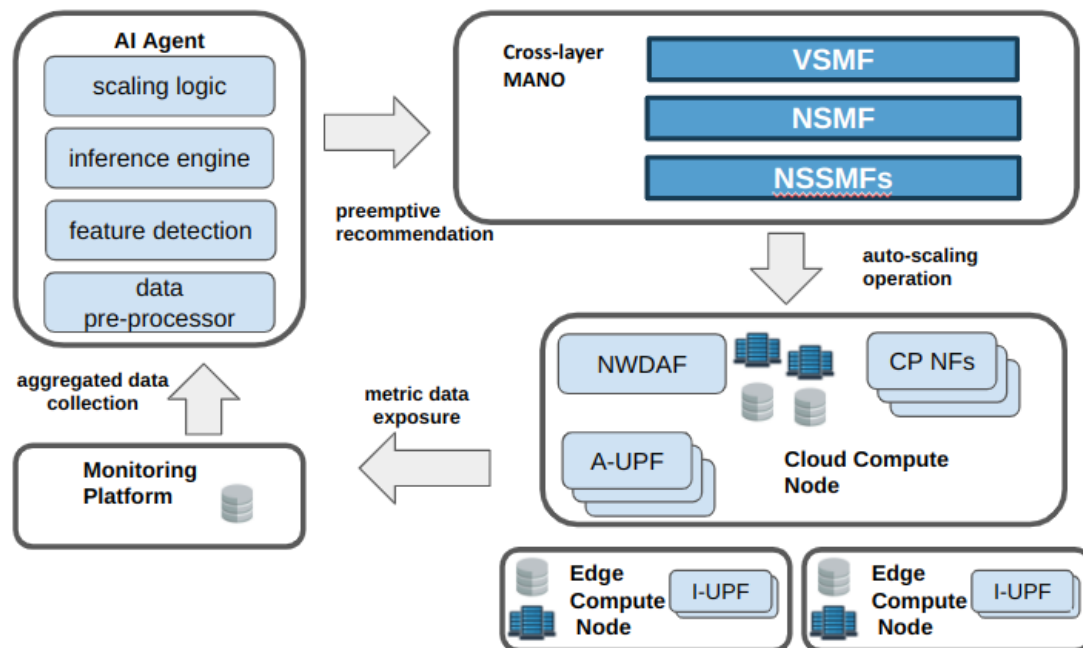 AI Agent
scaling logic
inference engine
feature detection
data
pre-processor
preemptive
recommendation
Cross-layer
MANO
VSMF
NSMF
NSSMFs
auto-scaling
operation
NWDAF
CP NFs
A-UPF
Cloud Compute
Node
metric data
exposure
aggregated data
collection
Monitoring
Platform
Edge
Compute
Node
I-UPF
Edge
Compute
Node
I-UPF